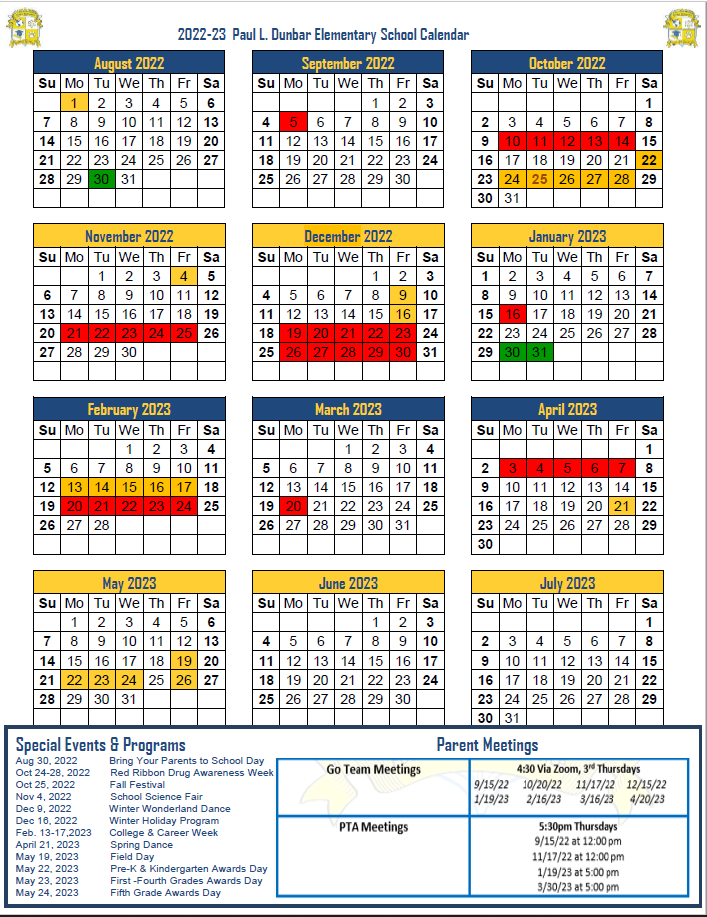 2022-23 Paul L. Dunbar Elementary School Calendar
August 2022
Su Mo Tu We Th Fr Sa
1 2 3 4 5 6
7 8 9 10 11 12 13
14 15 16 17 18 19 20
21 22 23 24 25 26 27
28 29 30 31
September 2022
Su Mo Tu We Th Fr Sa
1 2 3
4 5 6 7 8 9 10
11 12 13 14 15 16 17
18 19 20 21 22 23 24
25 26 27 28 29 30
October 2022
Su Mo Tu We Th Fr Sa
1
2 3 4 5 6 7 8
9 10 11 12 13 14 15
16 17 18 19 20 21 22
23 24 25 26 27 28 29
30 31
November 2022
Su Mo Tu We Th Fr Sa
1 2 3 4 5
6 7 8 9 10 11 12
13 14 15 16 17 18 19
20 21 22 23 24 25 26
27 28 29 30
December 2022
Su Mo Tu We Th Fr Sa
1 2 3
4 5 6 7 8 9 10
11 12 13 14 15 16 17
18 19 20 21 22 23 24
25 26 27 28 29 30 31
January 2023
Su Mo Tu We Th Fr Sa
1 2 3 4 5 6 7
8 9 10 11 12 13 14
15 16 17 18 19 20 21
22 23 24 25 26 27 28
29 30 31
February 2023
Su Mo Tu We Th Fr Sa
1 2 3 4
5 6 7 8 9 10 11
12 13 14 15 16 17 18
19 20 21 22 23 24 25
26 27 28
March 2023
Su Mo Tu We Th Fr Sa
1 2 3 4
5 6 7 8 9 10 11
12 13 14 15 16 17 18
19 20 21 22 23 24 25
26 27 28 29 30 31
April 2023
Su Mo Tu We Th Fr Sa
1
2 3 4 5 6 7 8
9 10 11 12 13 14 15
16 17 18 19 20 21 22
23 24 25 26 27 28 29
30
May 2023
Su Mo Tu We Th Fr Sa
1 2 3 4 5 6
7 8 9 10 11 12 13
14 15 16 17 18 19 20
21 22 23 24 25 26 27
28 29 30 31
June 2023
Su Mo Tu We Th Fr Sa
1 2 3
4 5 6 7 8 9 10
11 12 13 14 15 16 17
18 19 20 21 22 23 24
25 26 27 28 29 30
July 2023
Su Mo Tu We Th Fr Sa
1
2 3 4 5 6 7 8
9 10 11 12 13 14 15
16 17 18 19 20 21 22
23 24 25 26 27 28 29
30 31
Special Events & Programs
Aug 30, 2022 Bring Your Parents to School Day
Oct 24-28, 2022 Red Ribbon Drug Awareness Week
Oct 25, 2022 Fall Festival
Nov 4, 2022 School Science Fair
Dec 9, 2022 Winter Wonderland Dance
Dec 16, 2022 Winter Holiday Program
Feb. 13-17,2023 College & Career Week
April 21, 2023 Spring Dance
May 19, 2023 Field Day
May 22, 2023 Pre-K & Kindergarten Awards Day
May 23, 2023 First -Fourth Grades Awards Day
May 24, 2023 Fifth Grade Awards Day
Parent Meetings
Go Team Meetings
4:30 Via Zoom, 3rd Thursdays
9/15/22 10/20/22 11/17/22 12/15/22
1/19/23 2/16/23 3/16/23 4/20/23
PTA Meetings
5:30pm Thursdays
9/15/22 at 12:00 pm
11/17/22 at 12:00 pm
1/19/23 at 5:00 pm
3/30/23 at 5:00 pm